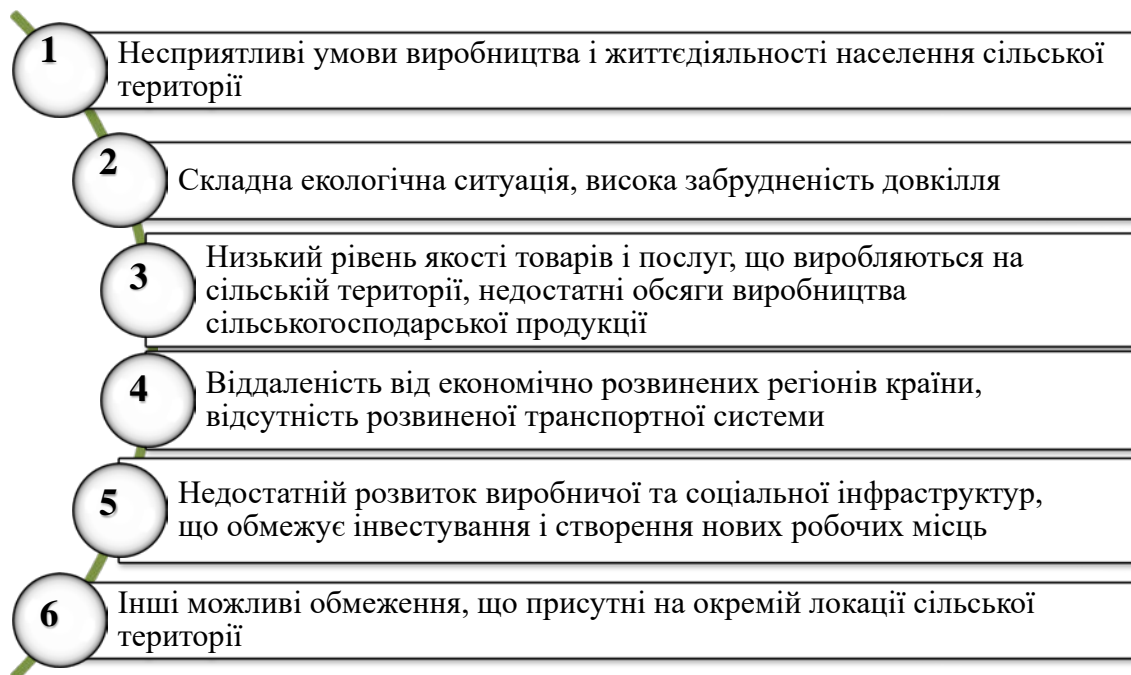 1
Несприятливі умови виробництва і життєдіяльності населення сільської
території
2
Складна екологічна ситуація, висока забрудненість довкілля
3
Низький рівень якості товарів і послуг, що виробляються на
сільській території, недостатні обсяги виробництва
сільськогосподарської продукції
4
Віддаленість від економічно розвинених регіонів країни,
відсутність розвиненої транспортної системи
5
Недостатній розвиток виробничої та соціальної інфраструктур,
що обмежує інвестування і створення нових робочих місць
6
Інші можливі обмеження, що присутні на окремій локації сільської
території